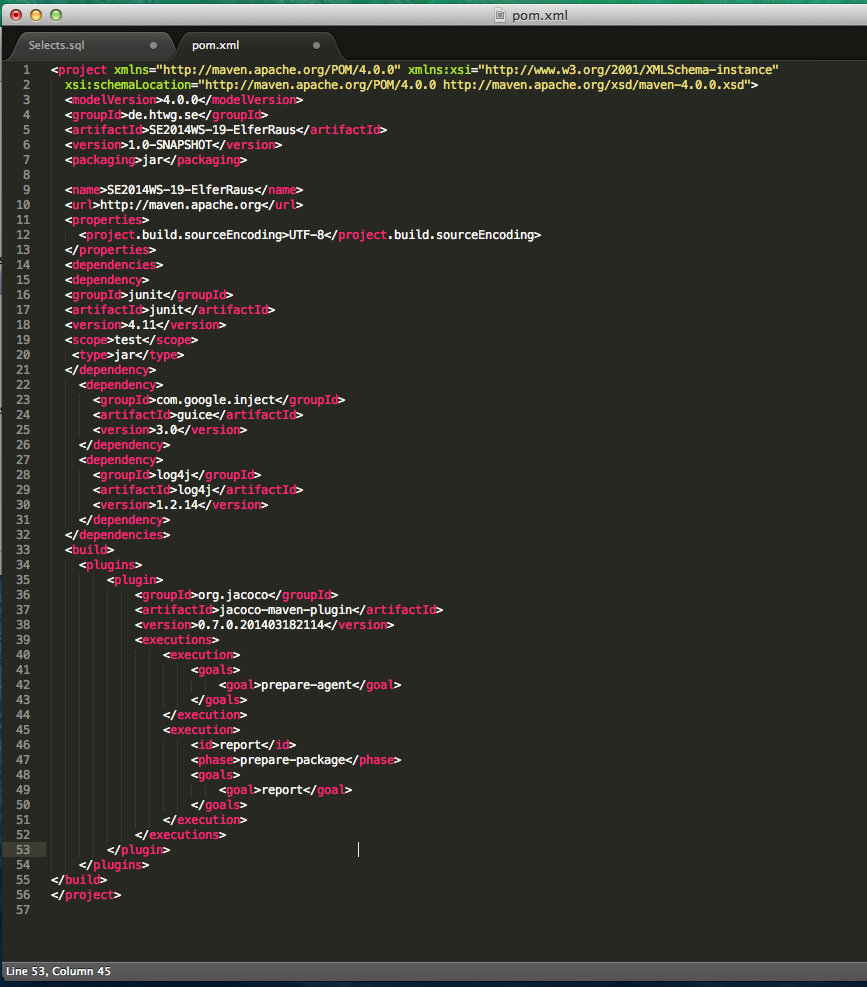 pom.xml
Selects.sql
pom.xml
1 <project xmlns="http://maven.apache.org/POM/4.0.0" xmlns:xsi="http://www.w3.org/2001/XMLSchema-instance"
2 xsi:schemaLocation="http://maven.apache.org/POM/4.0.0 http://maven.apache.org/xsd/maven-4.0.0.xsd">
3 <modelVersion>4.0.0</modelVersion>
4 <groupId>de.htwg.se</groupId>
5 <artifactId>SE2014WS-19-ElferRaus</artifactId>
6 <version>1.0-SNAPSHOT</version>
7 <packaging>jar</packaging>
8
9 <name>SE2014WS-19-ElferRaus</name>
10 <url>http://maven.apache.org</url>
11 <properties>
12 <project.build.sourceEncoding>UTF-8</project.build.sourceEncoding>
13 </properties>
14 <dependencies>
15 <dependency>
16 <groupId>junit</groupId>
17 <artifactId>junit</artifactId>
18 <version>4.11</version>
19 <scope>test</scope>
20 <type>jar</type>
21 </dependency>
22 <dependency>
23 <groupId>com.google.inject</groupId>
24 <artifactId>guice</artifactId>
25 <version>3.0</version>
26 </dependency>
27 <dependency>
28 <groupId>log4j</groupId>
29 <artifactId>log4j</artifactId>
30 <version>1.2.14</version>
31 </dependency>
32 </dependencies>
33 <build>
34 <plugins>
35 <plugin>
36 <groupId>org.jacoco</groupId>
37 <artifactId>jacoco-maven-plugin</artifactId>
38 <version>0.7.0.201403182114</version>
39 <executions>
40 <execution>
41 <goals>
42 <goal>prepare-agent</goal>
43 </goals>
44 </execution>
45 <execution>
46 <id>report</id>
47 <phase>prepare-package</phase>
48 <goals>
49 <goal>report</goal>
50 </goals>
51 </execution>
52 </executions>
53 </plugin>
54 </plugins>
55 </build>
56 </project>
57
Line 53, Column 45